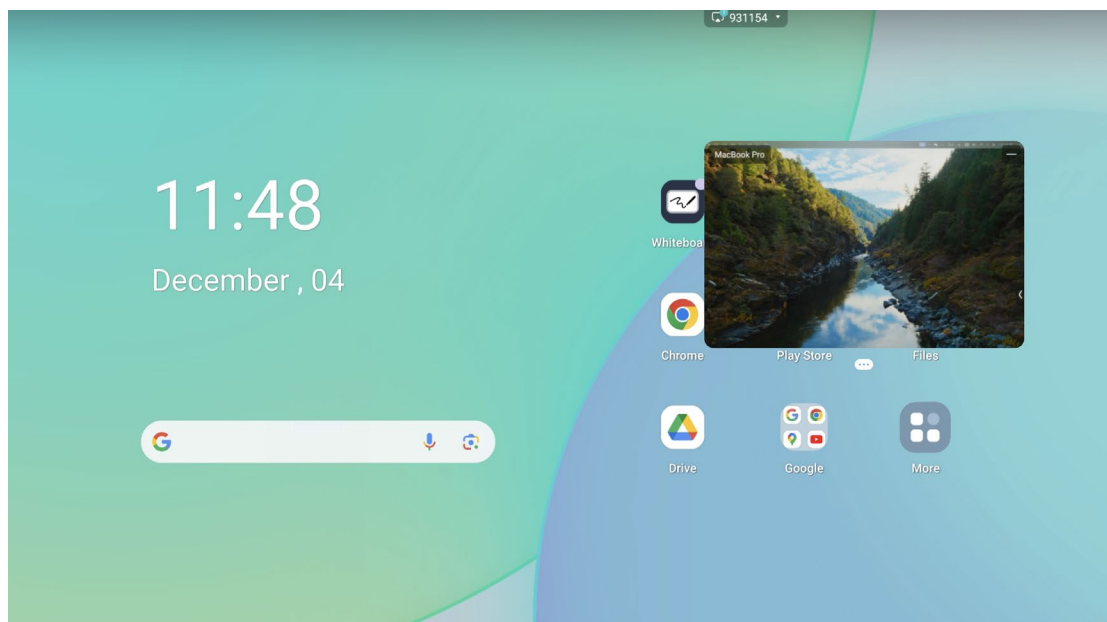 931154
11:48
December , 04
MacBook Pro
Whiteboa
Chrome
Play Store
Files
Drive
Google
More